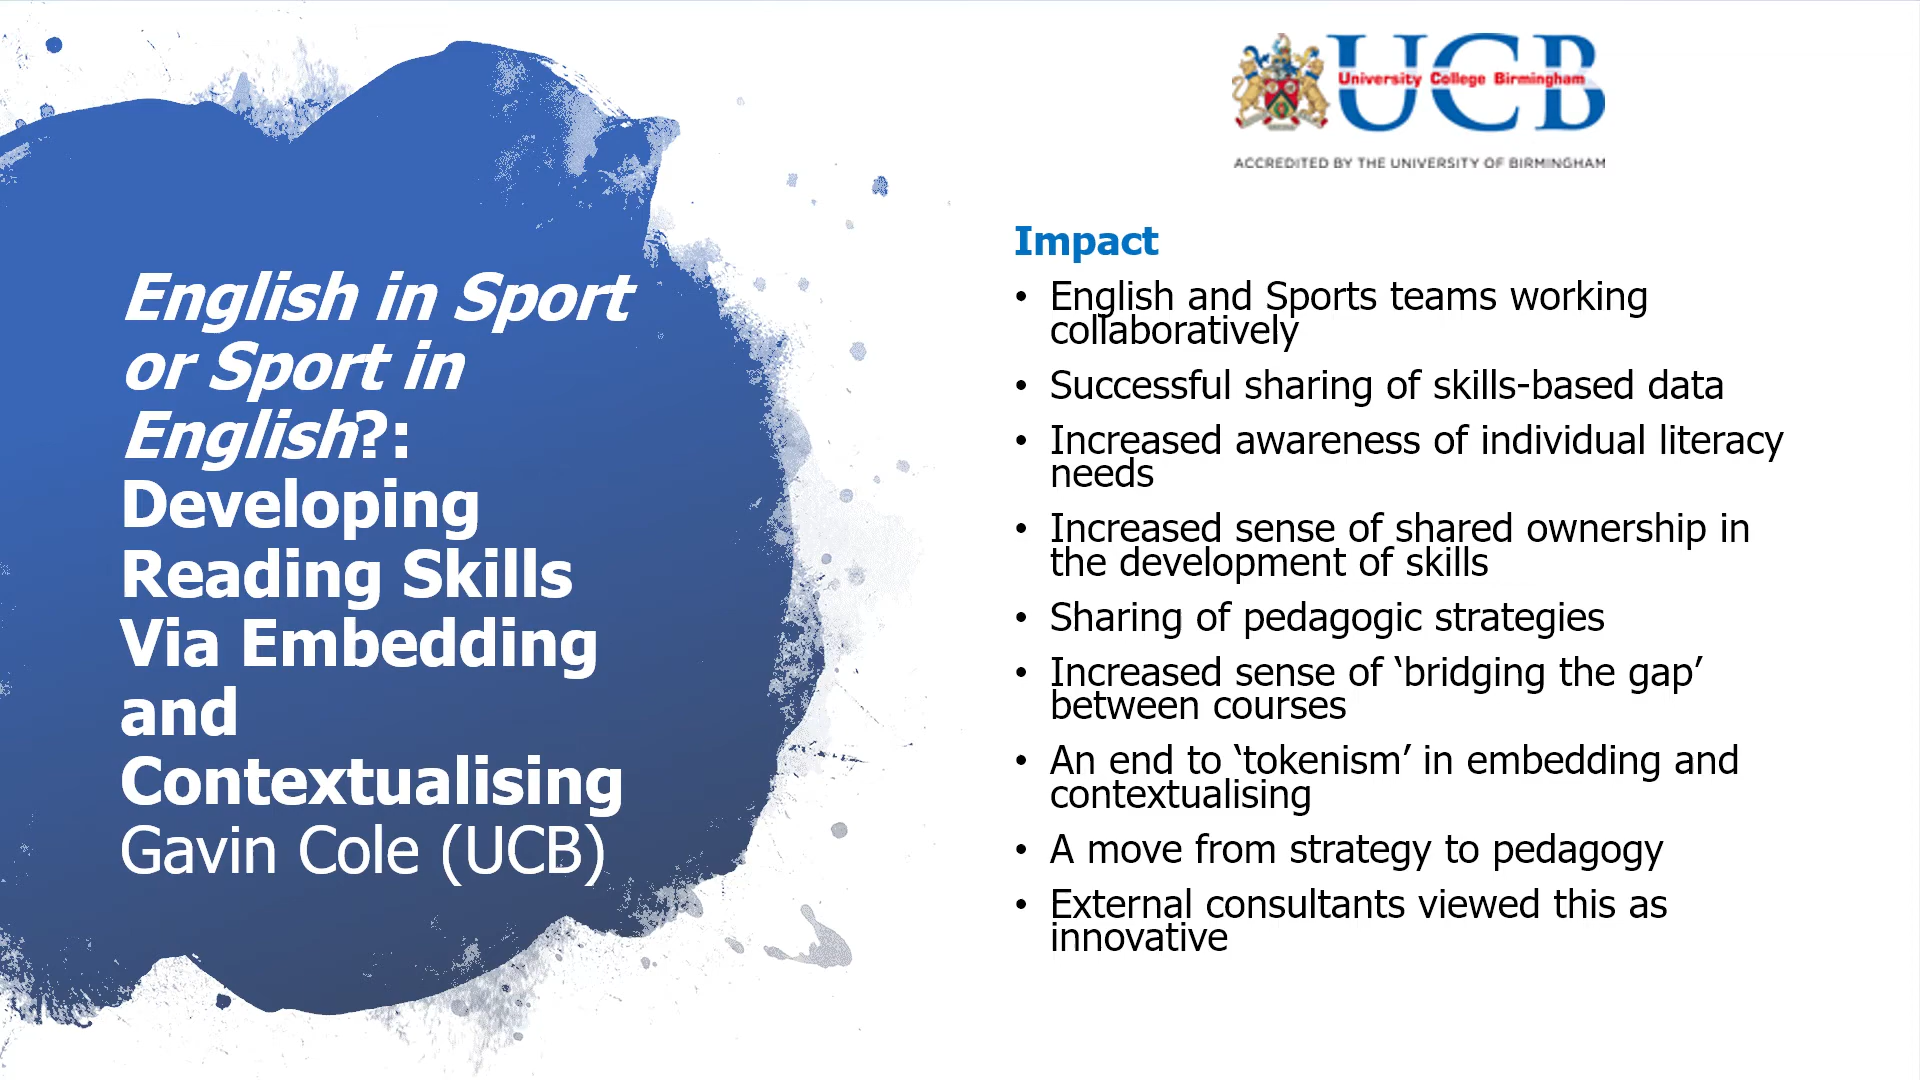 English in Sport
or Sport in
English?:
Developing
Reading Skills
Via Embedding
and
Contextualising
Gavin Cole (UCB)
UCB
University College Birmingham
ACCREDITED BY THE UNIVERSITY OF BIRMINGHAM
Impact
• English and Sports teams working
collaboratively
• Successful sharing of skills-based data
• Increased awareness of individual literacy
needs
• Increased sense of shared ownership in
the development of skills
• Sharing of pedagogic strategies
• Increased sense of ‘bridging the gap’
between courses
• An end to ‘tokenism’ in embedding and
contextualising
• A move from strategy to pedagogy
• External consultants viewed this as
innovative